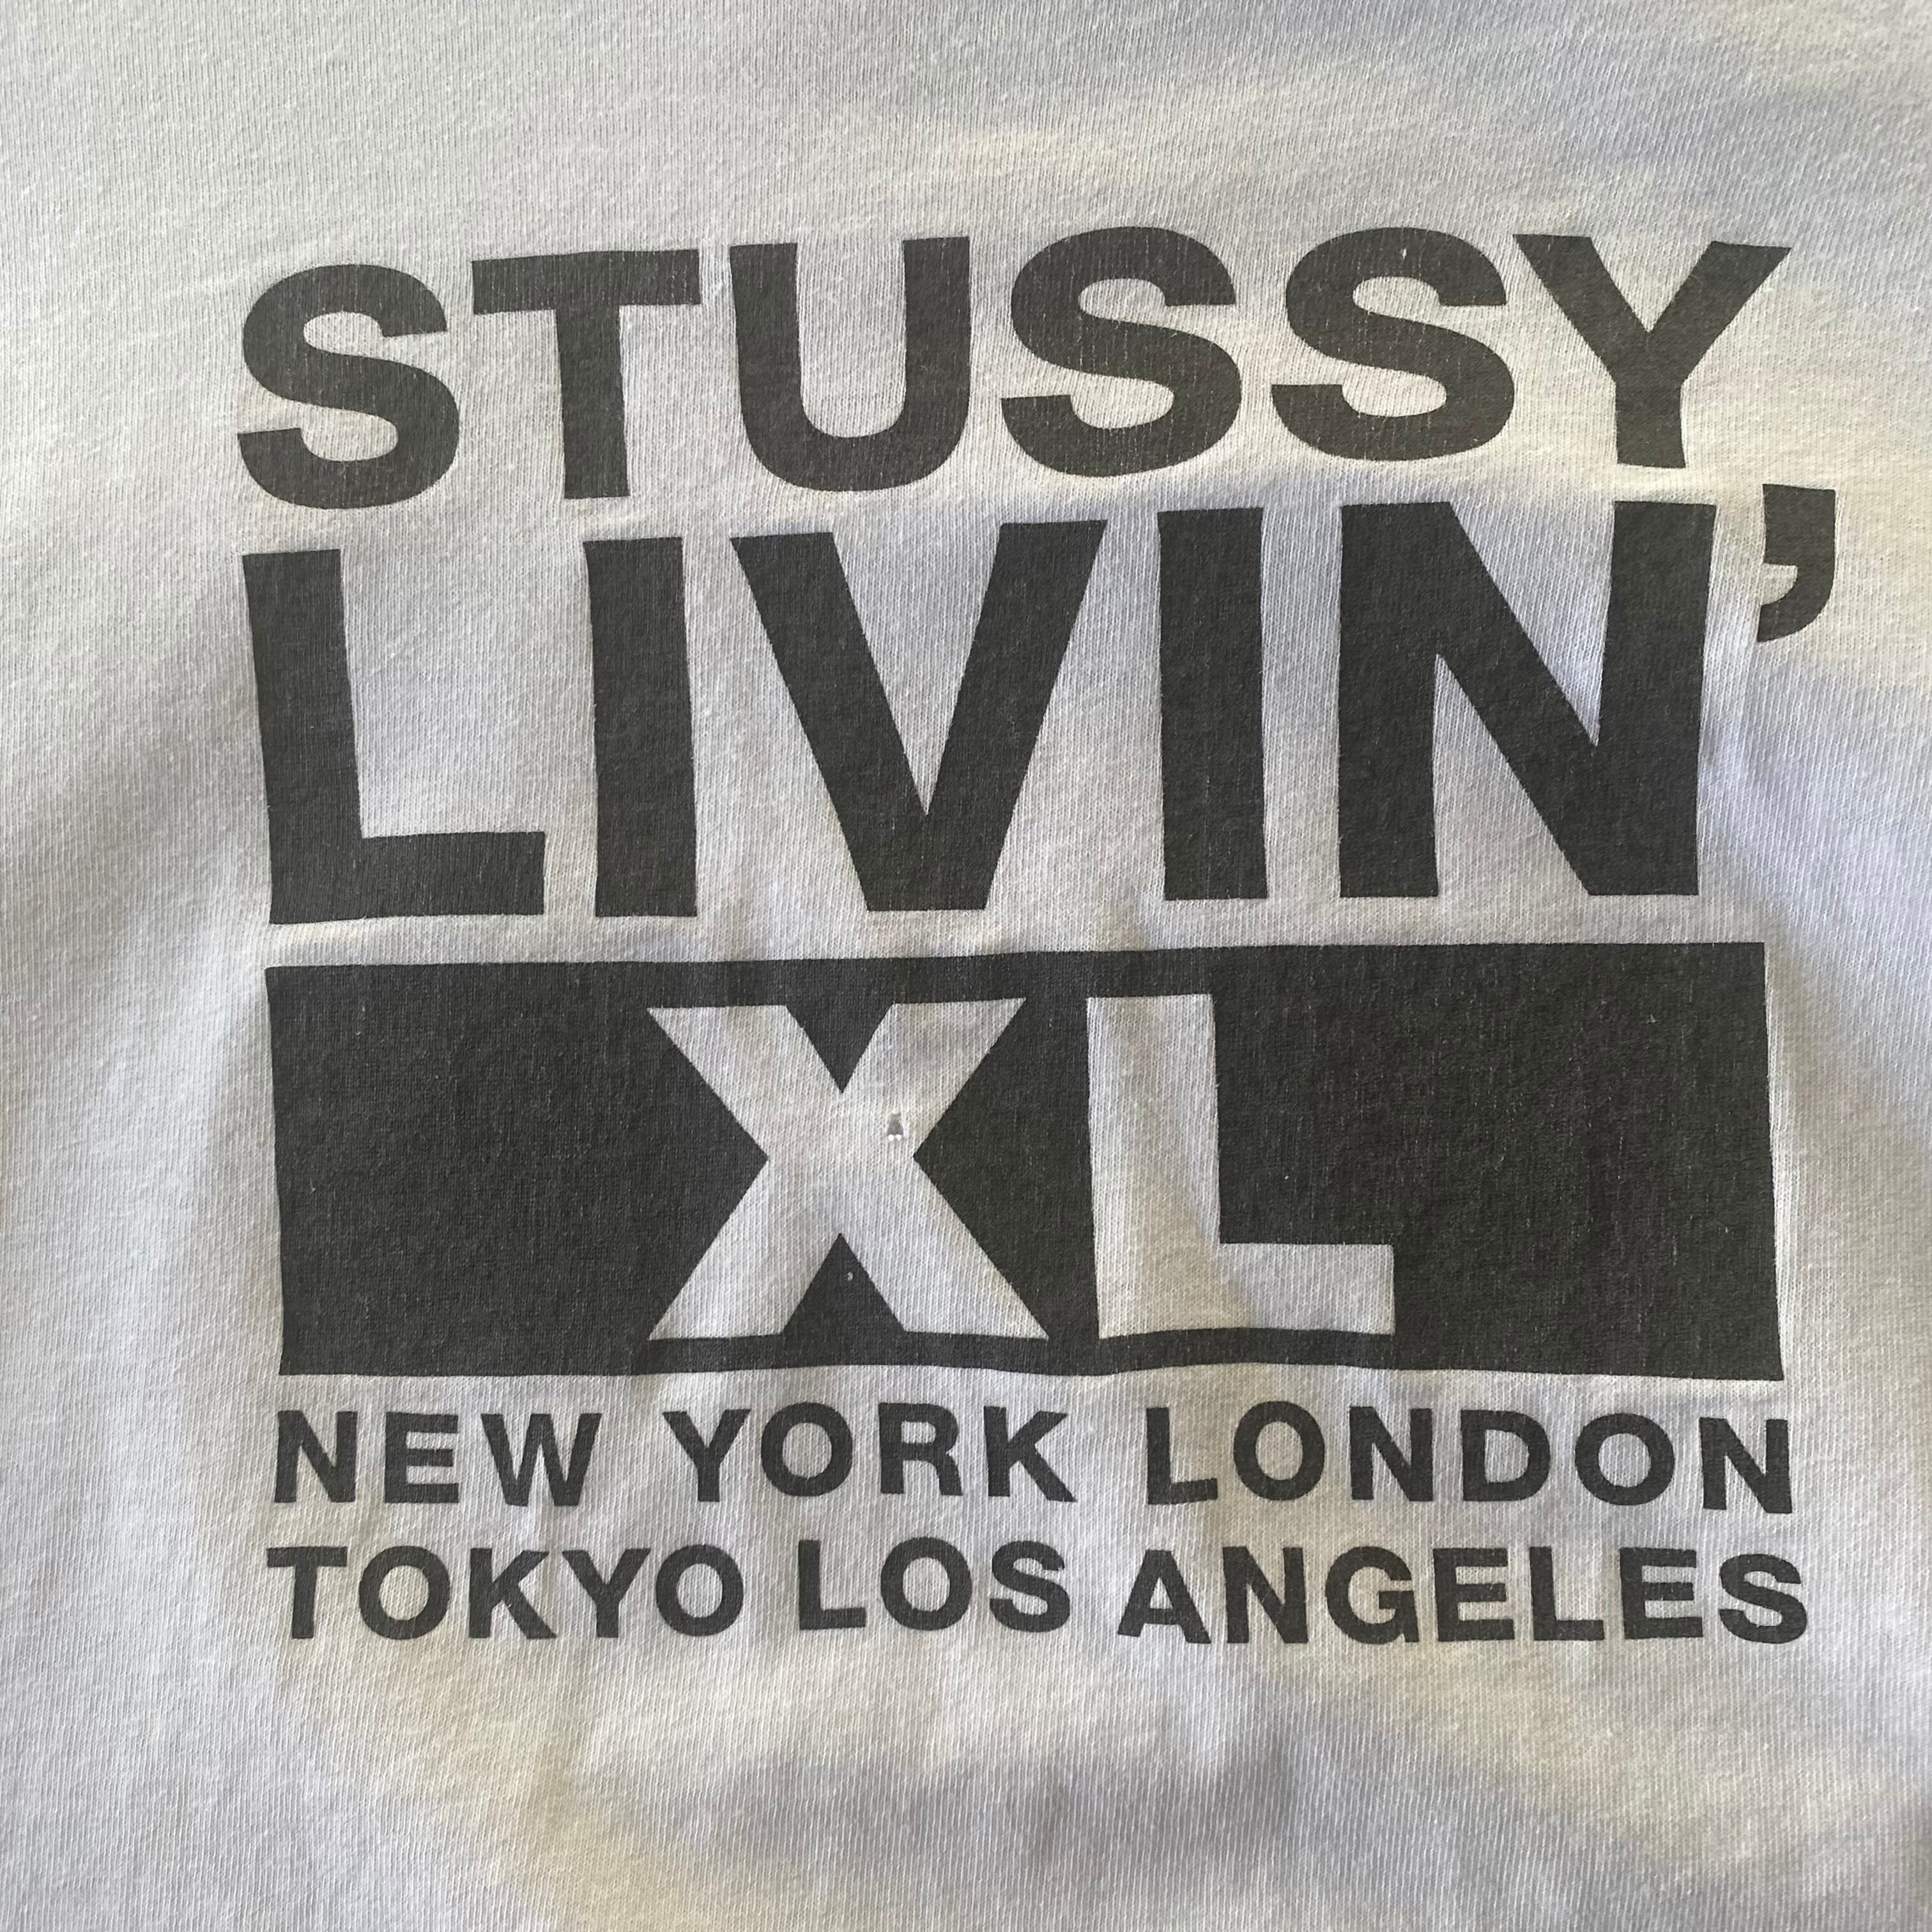 STUSSY
LIVIN'
XL
NEW YORK LONDON
TOKYO LOS ANGELES